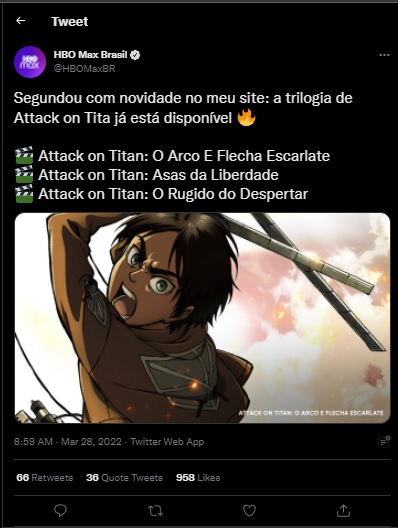 Tweet
HBO Max Brasil
@HBOMaxBR
Segundou com novidade no meu site: a trilogia de
Attack on Tita já está disponível 🔥
🎬 Attack on Titan: O Arco E Flecha Escarlate
🎬 Attack on Titan: Asas da Liberdade
🎬 Attack on Titan: O Rugido do Despertar
ATTACK ON TITAN: O ARCO E FLECHA ESCARLATE
8:59 AM · Mar 28, 2022 · Twitter Web App
66 Retweets 36 Quote Tweets 958 Likes